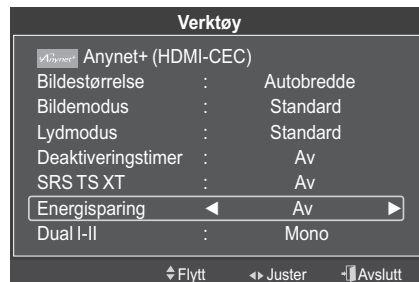 Verktøy
Anynet+ Anynet+ (HDMI-CEC)
Bildestørrelse : Autobredde
Bildemodus : Standard
Lydmodus : Standard
Deaktiveringstimer : Av
SRS TS XT : Av
Energisparing ◄ Av ►
Dual I-II : Mono
Flytt Juster Avslutt